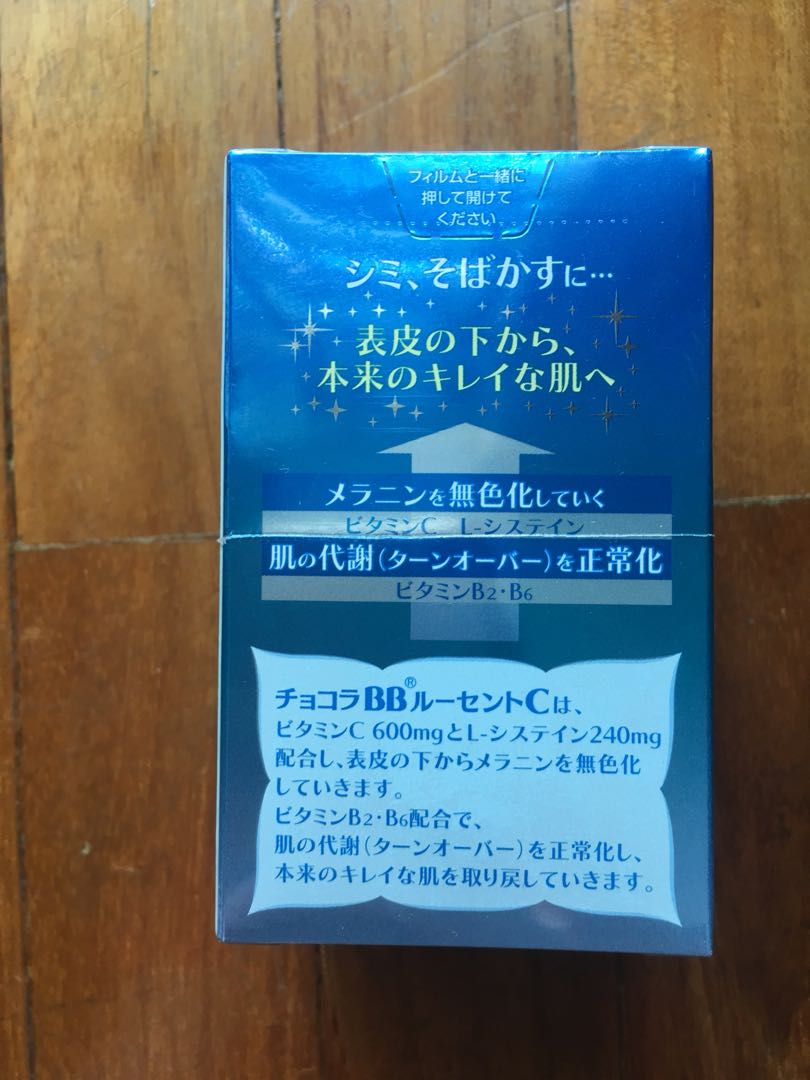 フィルムと一緒に
押して開けて
ください
シミ、そばかすに…
表皮の下から、
本来のキレイな肌へ
メラニンを無色化していく
ビタミンC L-システイン
肌の代謝(ターンオーバー)を正常化
ビタミンB2・B6
チョコラBB®ルーセントCは、
ビタミンC 600mgとL-システイン240mg
配合し、表皮の下からメラニンを無色化
していきます。
ビタミンB2・B6配合で、
肌の代謝(ターンオーバー)を正常化し、
本来のキレイな肌を取り戻していきます。